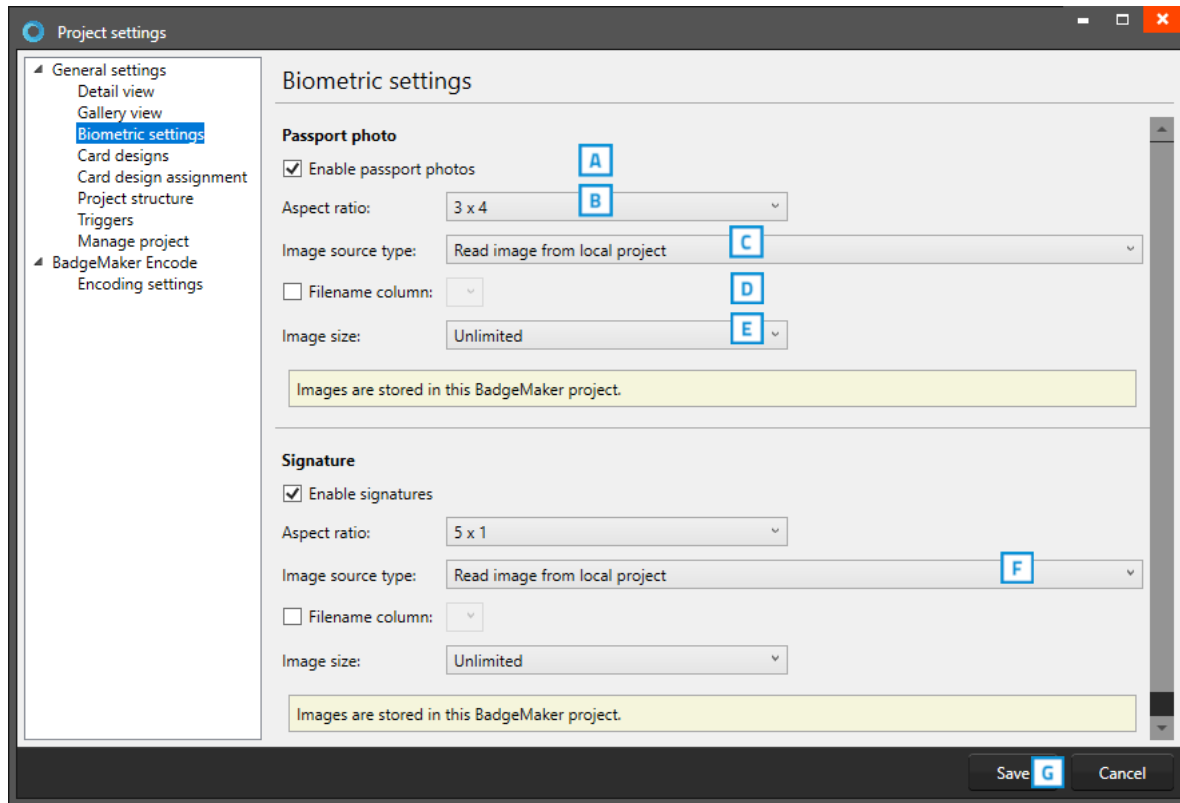 Project settings
General settings
Detail view
Gallery view
Biometric settings
Card designs
Card design assignment
Project structure
Triggers
Manage project
BadgeMaker Encode
Encoding settings
Biometric settings
Passport photo
Enable passport photos A
Aspect ratio: 3 x 4 B
Image source type: Read image from local project C
Filename column: D
Image size: Unlimited E
Images are stored in this BadgeMaker project.
Signature
Enable signatures
Aspect ratio: 5 x 1
Image source type: Read image from local project F
Filename column:
Image size: Unlimited
Images are stored in this BadgeMaker project.
Save G Cancel